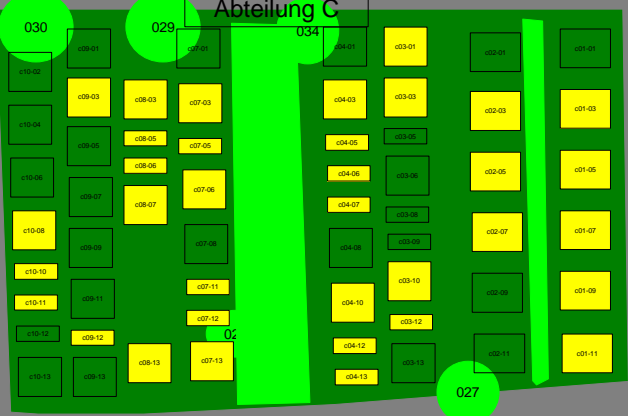 Abteilung C
030
029
034
c10-02
c09-01
c07-01
c04-01
c03-01
c02-01
c01-01
c09-03
c08-03
c07-03
c04-03
c03-03
c02-03
c01-03
c10-04
c09-05
c08-05
c07-05
c04-05
c03-05
c02-05
c01-05
c10-06
c08-06
c04-06
c03-06
c09-07
c08-07
c07-06
c04-07
c03-08
c02-07
c01-07
c10-08
c09-09
c07-08
c04-08
c03-09
c10-10
c09-11
c07-11
c04-10
c03-10
c02-09
c01-09
c10-11
c07-12
c03-12
c10-12
c09-12
02
c04-12
c02-11
c01-11
c10-13
c09-13
c08-13
c07-13
c04-13
c03-13
027